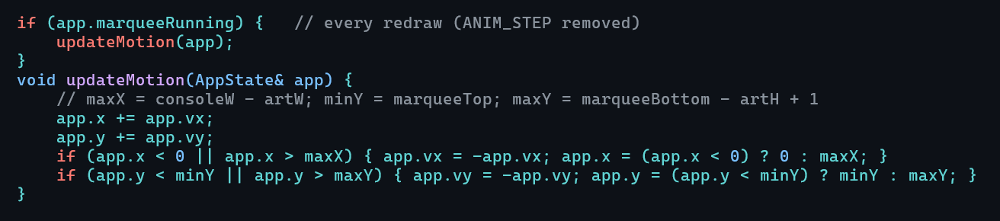 if (app.marqueeRunning) {   // every redraw (ANIM_STEP removed)
    updateMotion(app);
}
void updateMotion(AppState& app) {
    // maxX = consoleW - artW; minY = marqueeTop; maxY = marqueeBottom - artH + 1
    app.x += app.vx;
    app.y += app.vy;
    if (app.x < 0 || app.x > maxX) { app.vx = -app.vx; app.x = (app.x < 0) ? 0 : maxX; }
    if (app.y < minY || app.y > maxY) { app.vy = -app.vy; app.y = (app.y < minY) ? minY : maxY; }
}